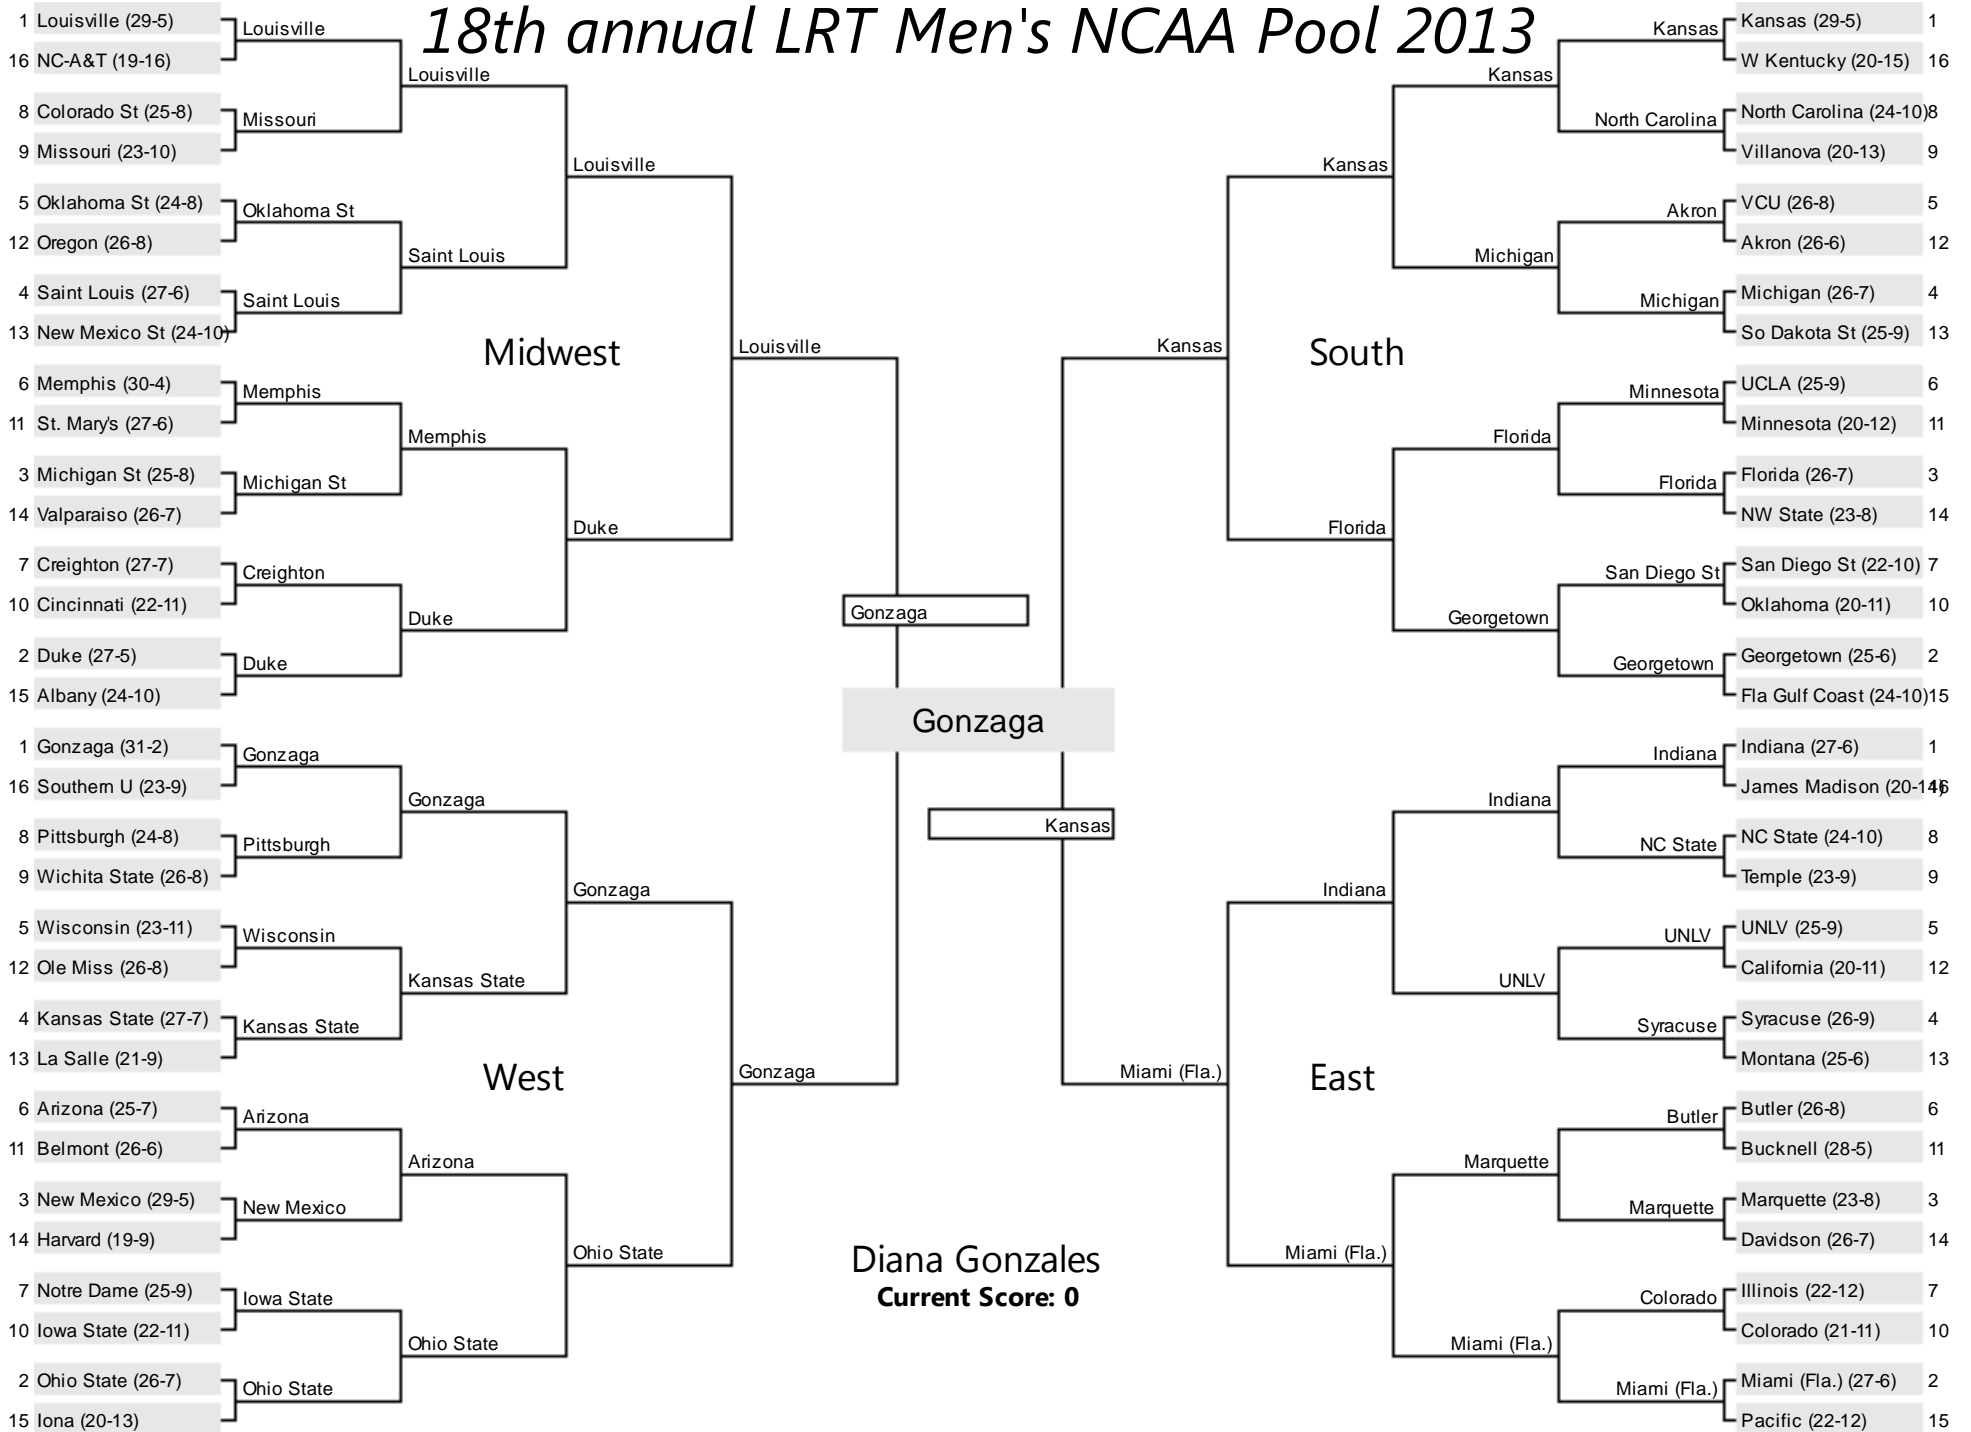 18th annual LRT Men's NCAA Pool 2013
1 Louisville (29-5)
16 NC-A&T (19-16)
8 Colorado St (25-8)
9 Missouri (23-10)
5 Oklahoma St (24-8)
12 Oregon (26-8)
4 Saint Louis (27-6)
13 New Mexico St (24-10)
6 Memphis (30-4)
11 St. Mary's (27-6)
3 Michigan St (25-8)
14 Valparaiso (26-7)
7 Creighton (27-7)
10 Cincinnati (22-11)
2 Duke (27-5)
15 Albany (24-10)
1 Gonzaga (31-2)
16 Southern U (23-9)
8 Pittsburgh (24-8)
9 Wichita State (26-8)
5 Wisconsin (23-11)
12 Ole Miss (26-8)
4 Kansas State (27-7)
13 La Salle (21-9)
6 Arizona (25-7)
11 Belmont (26-6)
3 New Mexico (29-5)
14 Harvard (19-9)
7 Notre Dame (25-9)
10 Iowa State (22-11)
2 Ohio State (26-7)
15 Iona (20-13)
Louisville
Missouri
Oklahoma St
Saint Louis
Memphis
Michigan St
Creighton
Duke
Gonzaga
Pittsburgh
Wisconsin
Kansas State
Arizona
New Mexico
Iowa State
Ohio State
Louisville
Saint Louis
Memphis
Duke
Gonzaga
Kansas State
Arizona
Ohio State
Louisville
Duke
Gonzaga
Ohio State
Midwest
West
Louisville
Gonzaga
Gonzaga
Gonzaga
Kansas
Diana Gonzales
Current Score: 0
Kansas
Miami (Fla.)
South
East
Kansas
Florida
Indiana
Miami (Fla.)
Kansas
Michigan
Florida
Georgetown
Indiana
UNLV
Marquette
Miami (Fla.)
Kansas
North Carolina
Akron
Michigan
Minnesota
Florida
San Diego St
Georgetown
Indiana
NC State
UNLV
Syracuse
Butler
Marquette
Colorado
Miami (Fla.)
Kansas (29-5) 1
W Kentucky (20-15) 16
North Carolina (24-10) 8
Villanova (20-13) 9
VCU (26-8) 5
Akron (26-6) 12
Michigan (26-7) 4
So Dakota St (25-9) 13
UCLA (25-9) 6
Minnesota (20-12) 11
Florida (26-7) 3
NW State (23-8) 14
San Diego St (22-10) 7
Oklahoma (20-11) 10
Georgetown (25-6) 2
Fla Gulf Coast (24-10) 15
Indiana (27-6) 1
James Madison (20-14) 16
NC State (24-10) 8
Temple (23-9) 9
UNLV (25-9) 5
California (20-11) 12
Syracuse (26-9) 4
Montana (25-6) 13
Butler (26-8) 6
Bucknell (28-5) 11
Marquette (23-8) 3
Davidson (26-7) 14
Illinois (22-12) 7
Colorado (21-11) 10
Miami (Fla.) (27-6) 2
Pacific (22-12) 15